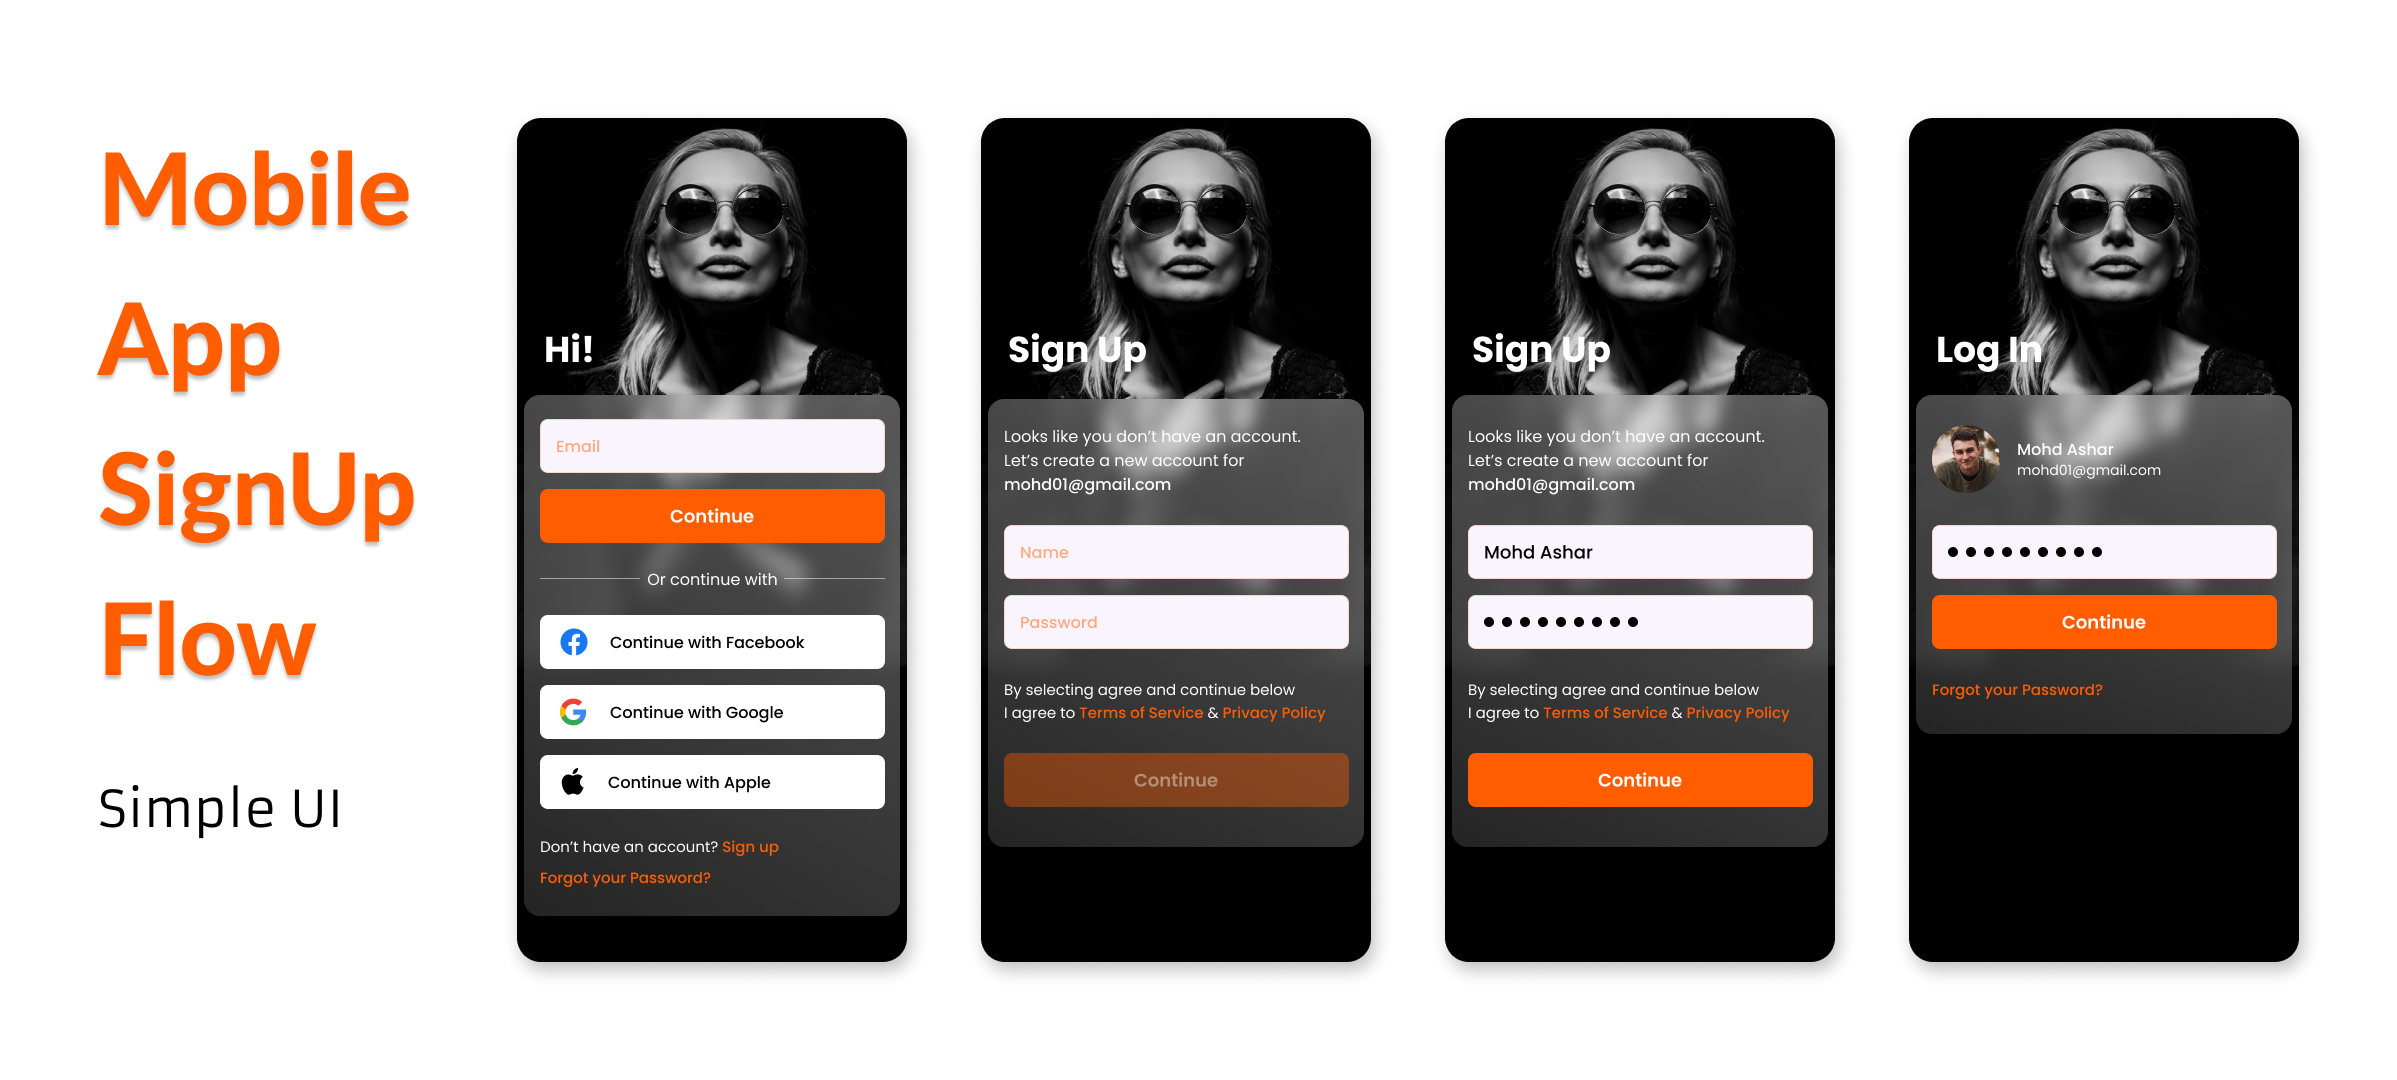 Mobile
App
SignUp
Flow
Simple UI
Hi!
Email
Continue
Or continue with
Continue with Facebook
Continue with Google
Continue with Apple
Don't have an account? Sign up
Forgot your Password?
Sign Up
Looks like you don't have an account.
Let's create a new account for
mohd01@gmail.com
Name
Password
By selecting agree and continue below
I agree to Terms of Service & Privacy Policy
Continue
Sign Up
Looks like you don't have an account.
Let's create a new account for
mohd01@gmail.com
Mohd Ashar
By selecting agree and continue below
I agree to Terms of Service & Privacy Policy
Continue
Log In
Mohd Ashar
mohd01@gmail.com
Continue
Forgot your Password?